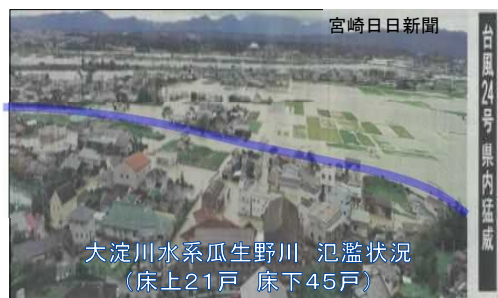 宮崎日日新聞
台風24号 県内猛威
大淀川水系瓜生野川 氾濫状況
(床上21戸 床下45戸)